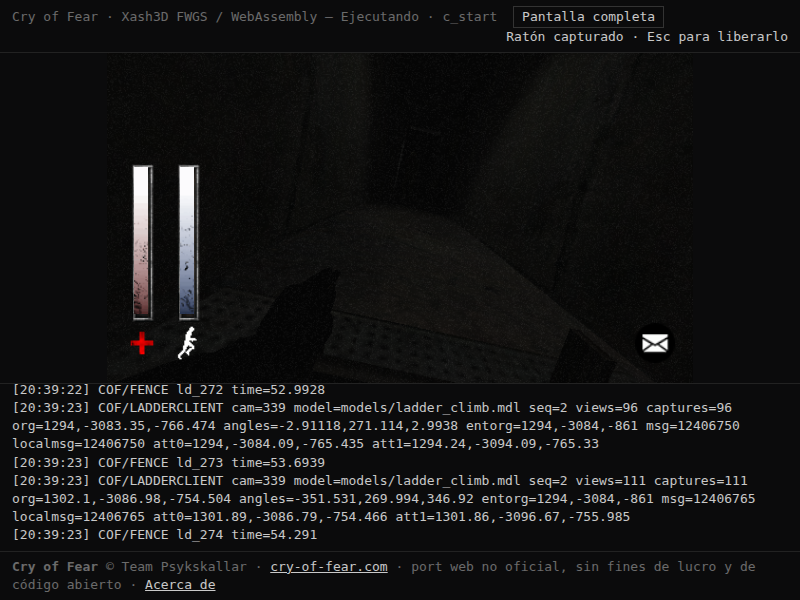 Cry of Fear · Xash3D FWGS / WebAssembly — Ejecutando · c_start Pantalla completa
Ratón capturado · Esc para liberarlo
[20:39:22] COF/FENCE ld_272 time=52.9928
[20:39:23] COF/LADDERCLIENT cam=339 model=models/ladder_climb.mdl seq=2 views=96 captures=96
org=1294,-3083.35,-766.474 angles=-2.91118,271.114,2.9938 entorg=1294,-3084,-861 msg=12406750
localmsg=12406750 att0=1294,-3084.09,-765.435 att1=1294.24,-3094.09,-765.33
[20:39:23] COF/FENCE ld_273 time=53.6939
[20:39:23] COF/LADDERCLIENT cam=339 model=models/ladder_climb.mdl seq=2 views=111 captures=111
org=1302.1,-3086.98,-754.504 angles=-351.531,269.994,346.92 entorg=1294,-3084,-861 msg=12406765
localmsg=12406765 att0=1301.89,-3086.79,-754.466 att1=1301.86,-3096.67,-755.985
[20:39:23] COF/FENCE ld_274 time=54.291
Cry of Fear © Team Psykskallar · cry-of-fear.com · port web no oficial, sin fines de lucro y de
código abierto · Acerca de